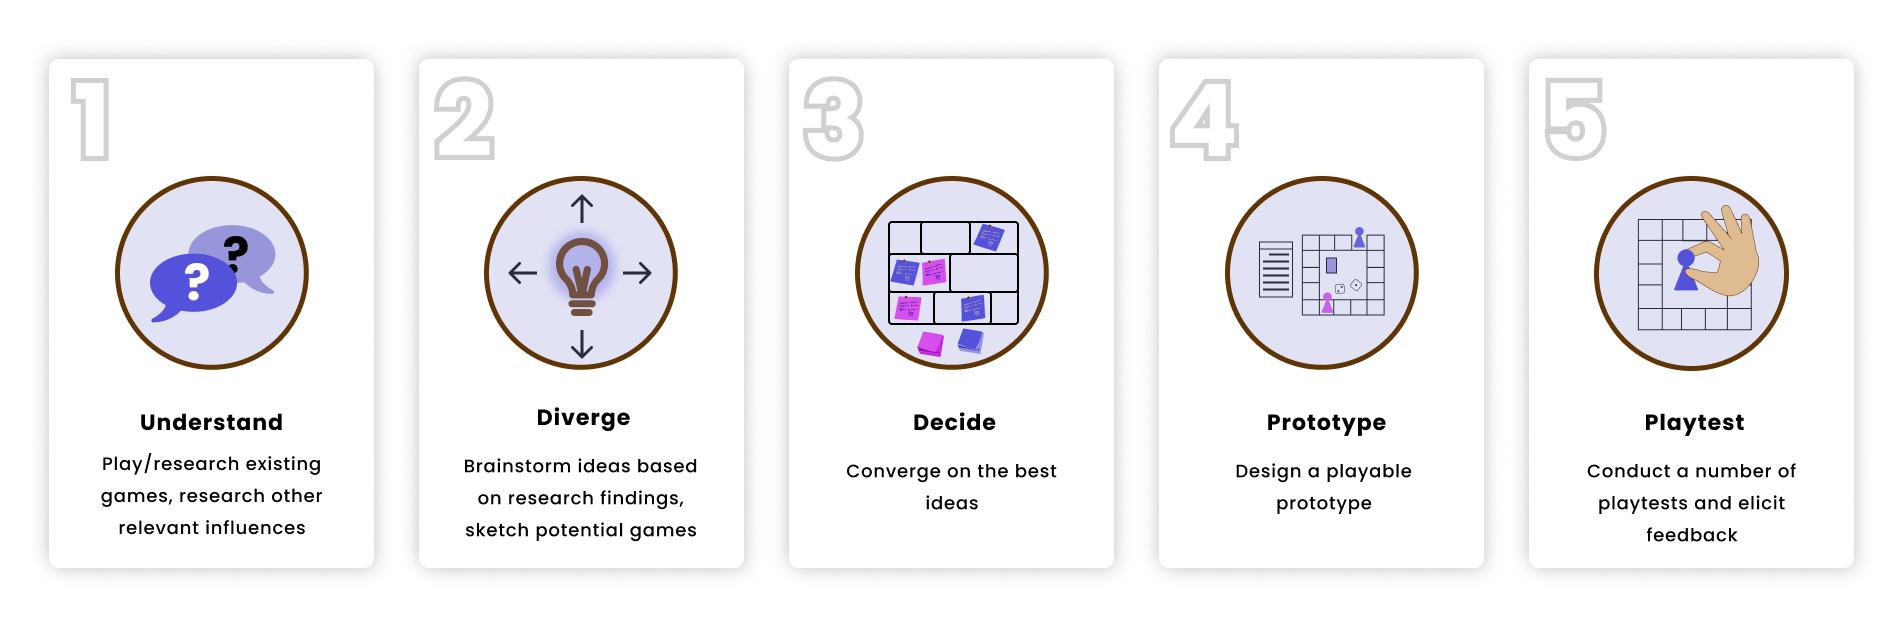 1
?
?
Understand
Play/research existing
games, research other
relevant influences
2
Diverge
Brainstorm ideas based
on research findings,
sketch potential games
3
Decide
Converge on the best
ideas
4
Prototype
Design a playable
prototype
5
Playtest
Conduct a number of
playtests and elicit
feedback